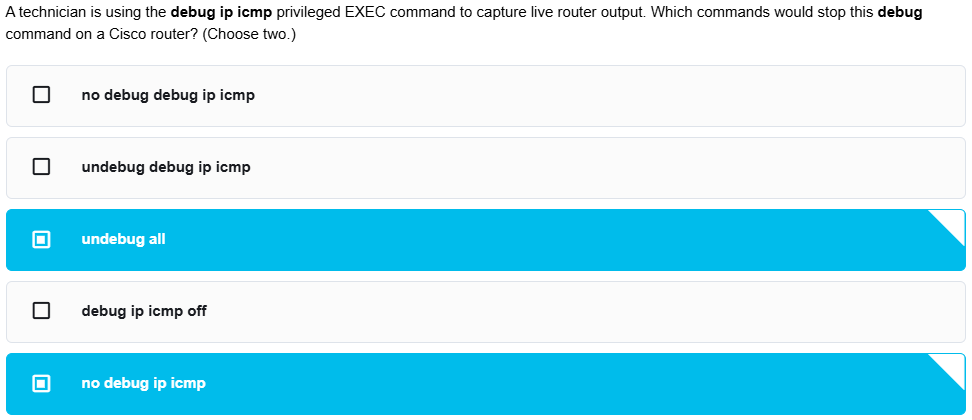 A technician is using the debug ip icmp privileged EXEC command to capture live router output. Which commands would stop this debug
command on a Cisco router? (Choose two.)
no debug debug ip icmp
undebug debug ip icmp
undebug all
debug ip icmp off
no debug ip icmp